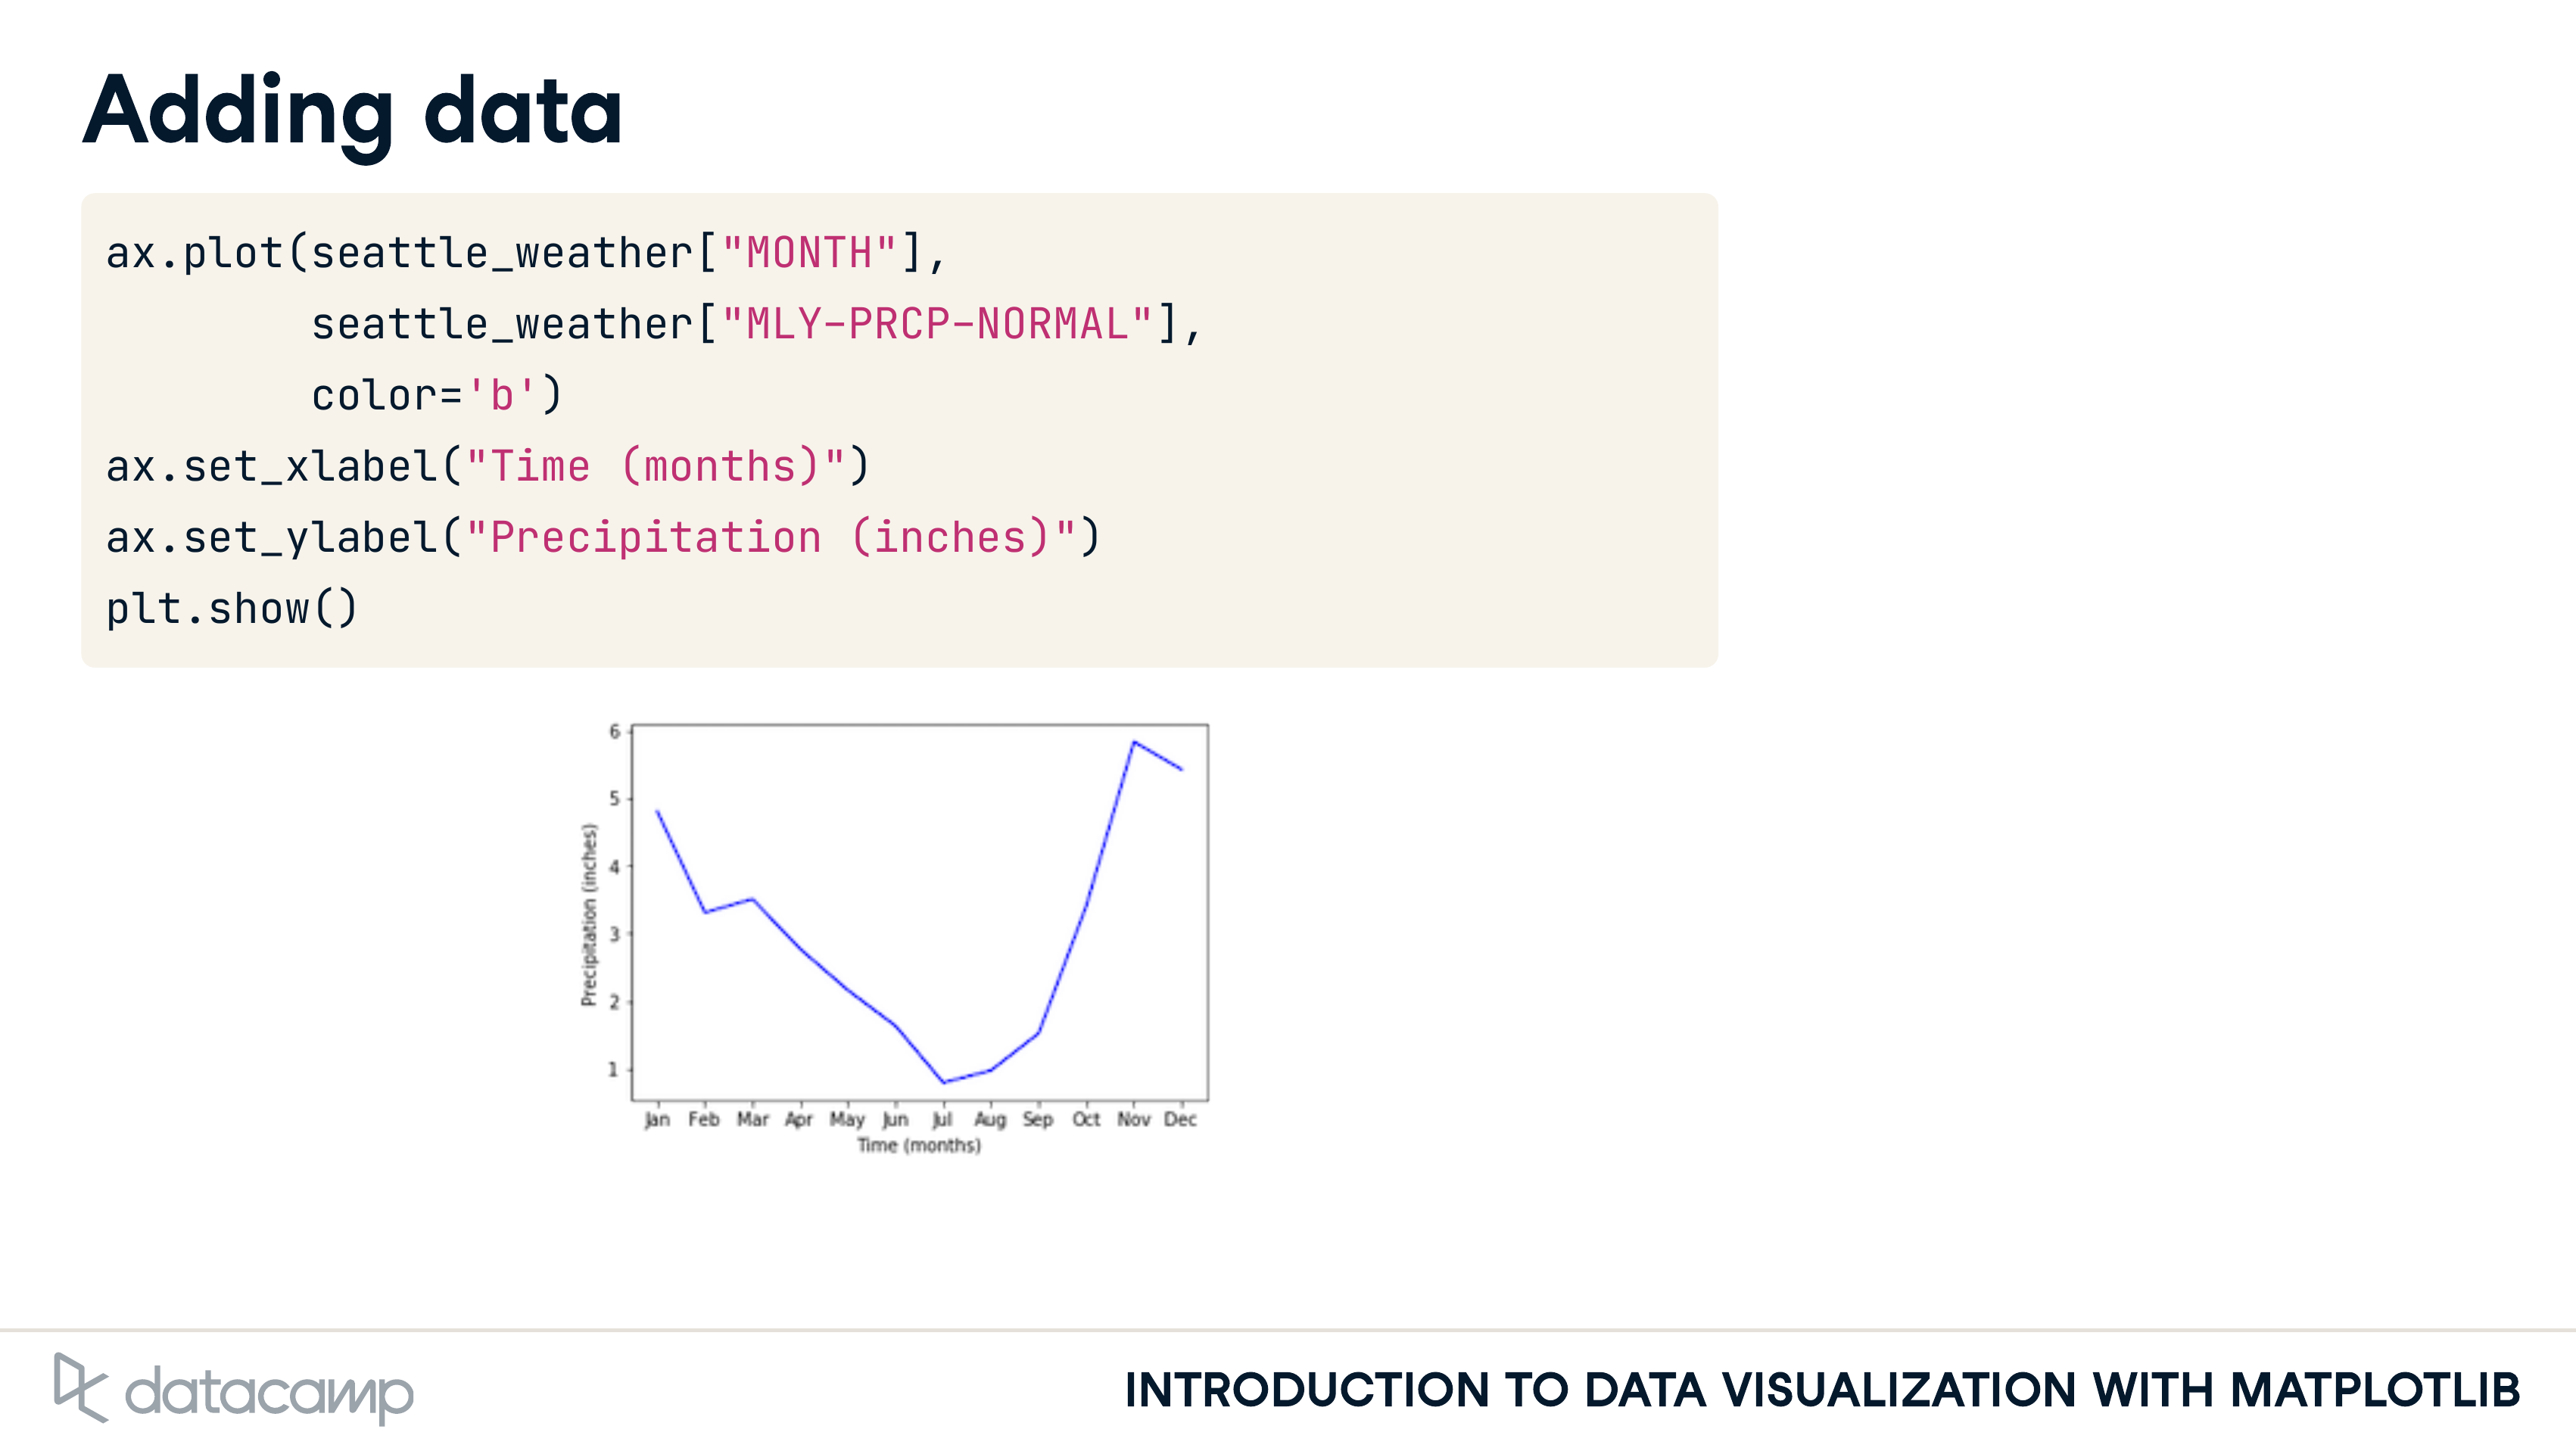 Adding data
ax.plot(seattle_weather["MONTH"],
        seattle_weather["MLY-PRCP-NORMAL"],
        color='b')
ax.set_xlabel("Time (months)")
ax.set_ylabel("Precipitation (inches)")
plt.show()
6
5
4
3
2
1
Precipitation (inches)
Jan Feb Mar Apr May Jun Jul Aug Sep Oct Nov Dec
Time (months)
datacamp
INTRODUCTION TO DATA VISUALIZATION WITH MATPLOTLIB